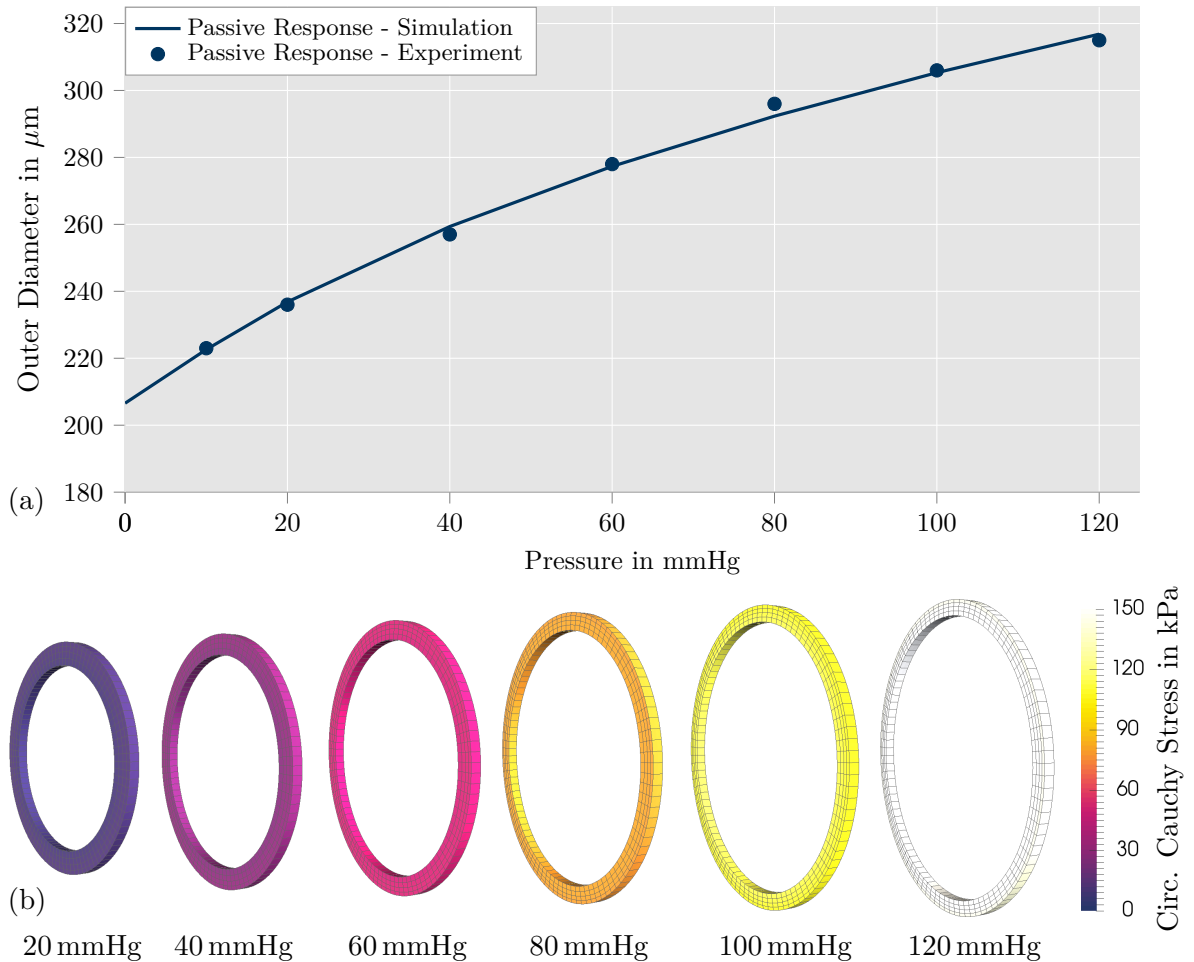 320
300
280
260
240
220
200
180
Outer Diameter in μm
Passive Response - Simulation
Passive Response - Experiment
(a)
0 20 40 60 80 100 120
Pressure in mmHg
150
120
90
60
30
0
Circ. Cauchy Stress in kPa
(b)
20 mmHg 40 mmHg 60 mmHg 80 mmHg 100 mmHg 120 mmHg